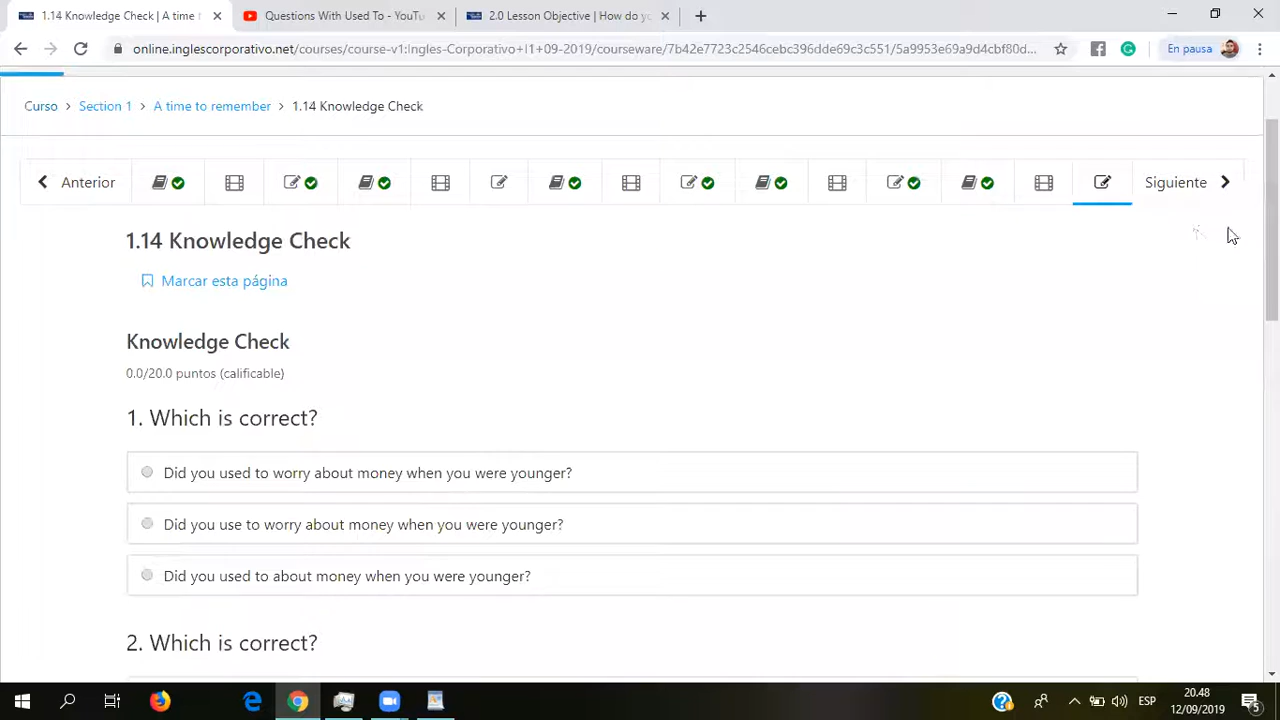 1.14 Knowledge Check | A time r
Questions With Used To - YouTu
2.0 Lesson Objective | How do yo
online.inglescorporativo.net/courses/course-v1:Ingles-Corporativo+I1+09-2019/courseware/7b42e7723c2546cebc396dde69c3c551/5a9953e69a9d4cbf80d...
En pausa
Curso > Section 1 > A time to remember > 1.14 Knowledge Check
Anterior
Siguiente
1.14 Knowledge Check
Marcar esta página
Knowledge Check
0.0/20.0 puntos (calificable)
1. Which is correct?
Did you used to worry about money when you were younger?
Did you use to worry about money when you were younger?
Did you used to about money when you were younger?
2. Which is correct?
ESP
20.48
12/09/2019
5